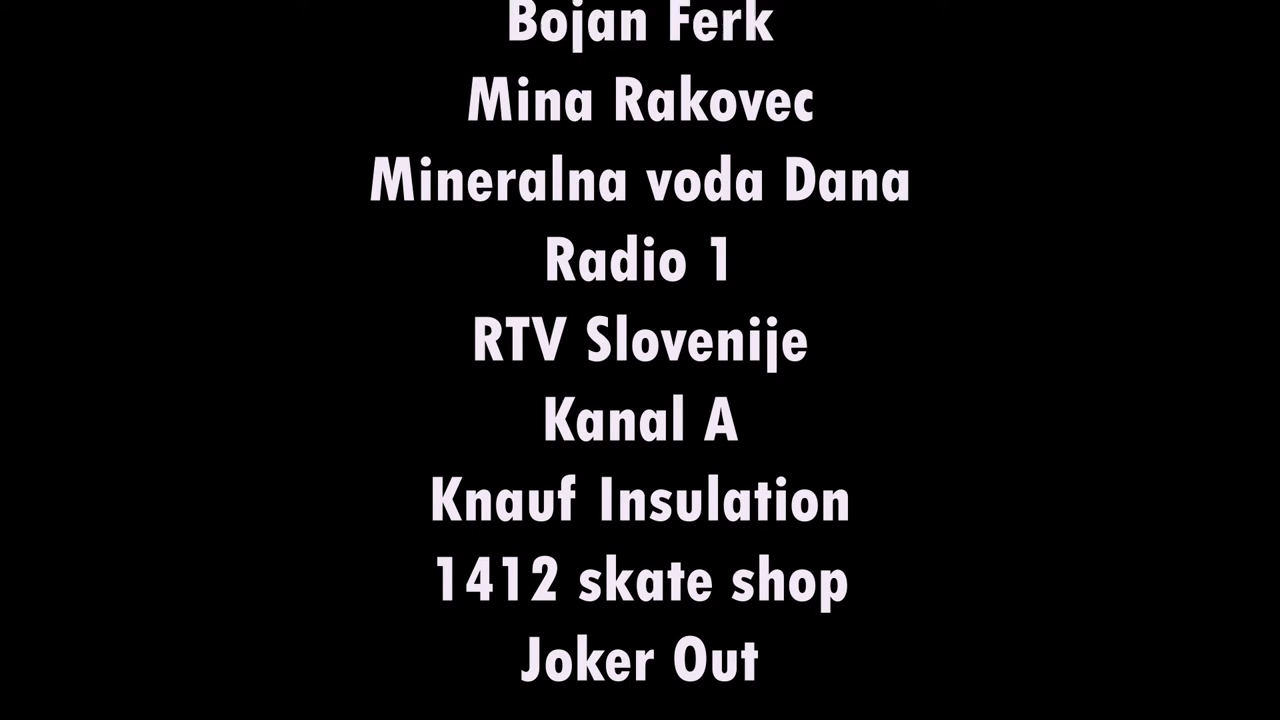 Bojan Ferk
Mina Rakovec
Mineralna voda Dana
Radio 1
RTV Slovenije
Kanal A
Knauf Insulation
1412 skate shop
Joker Out